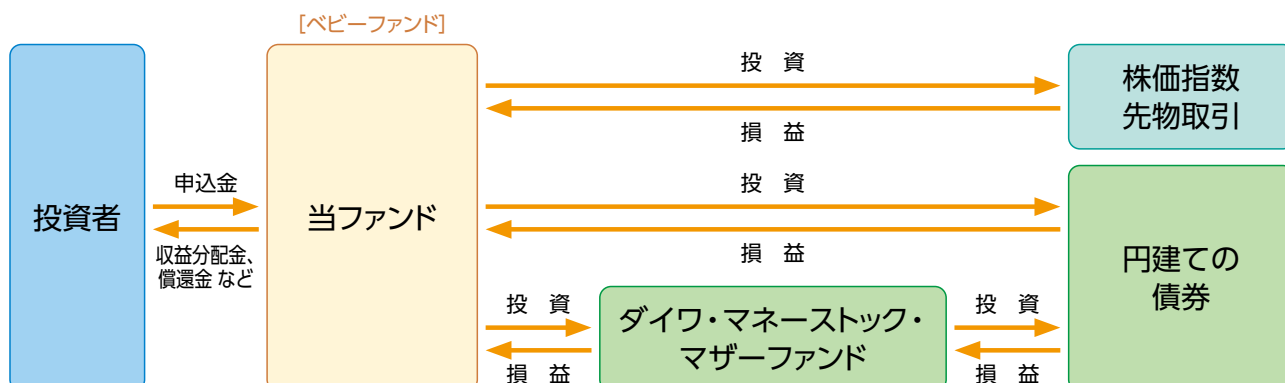 [ベビーファンド]
投資者
申込金
収益分配金、
償還金 など
当ファンド
投 資
損 益
株価指数
先物取引
投 資
損 益
円建ての
債券
投 資
損 益
ダイワ・マネーストック・
マザーファンド
投 資
損 益